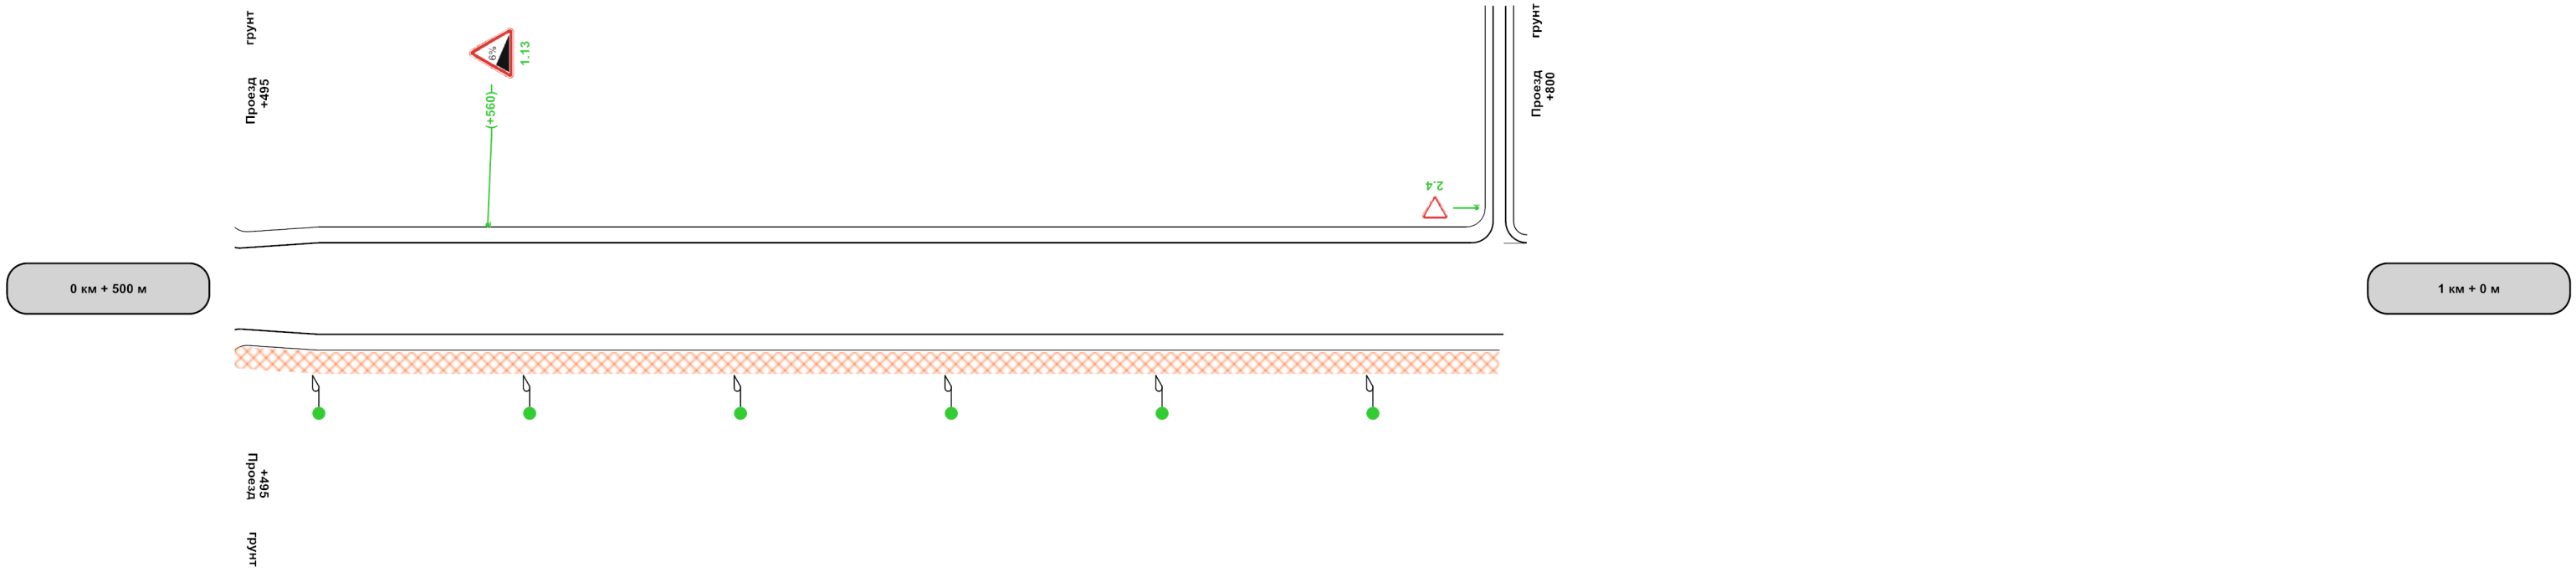 грунт
Проезд
+495
6%
1.13
(+560)
2.4
грунт
Проезд
+800
0 км + 500 м
1 км + 0 м
Проезд
+495
грунт